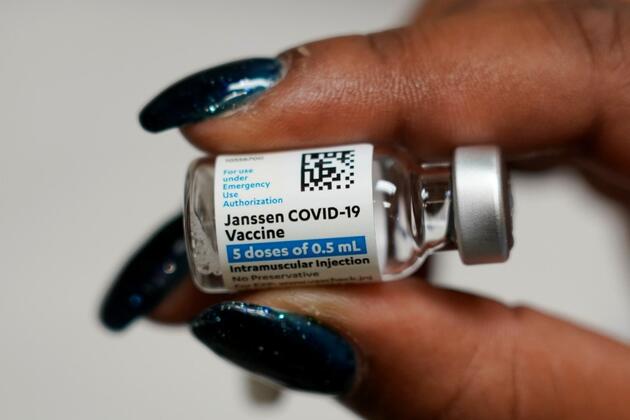 For use
under
Emergency
Use
Authorization
Janssen COVID-19
Vaccine
5 doses of 0.5 mL
Intramuscular Injection
No Preservative